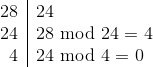 28 | 24
24 | 28 mod 24 = 4
4 | 24 mod 4 = 0